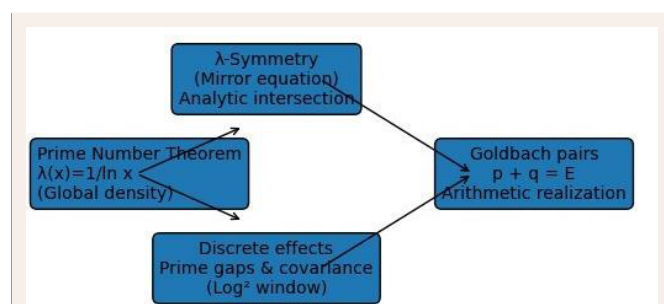 λ-Symmetry
(Mirror equation)
Analytic intersection
Prime Number Theorem
λ(x)=1/ln x
(Global density)
Goldbach pairs
p + q = E
Arithmetic realization
Discrete effects
Prime gaps & covariance
(Log² window)